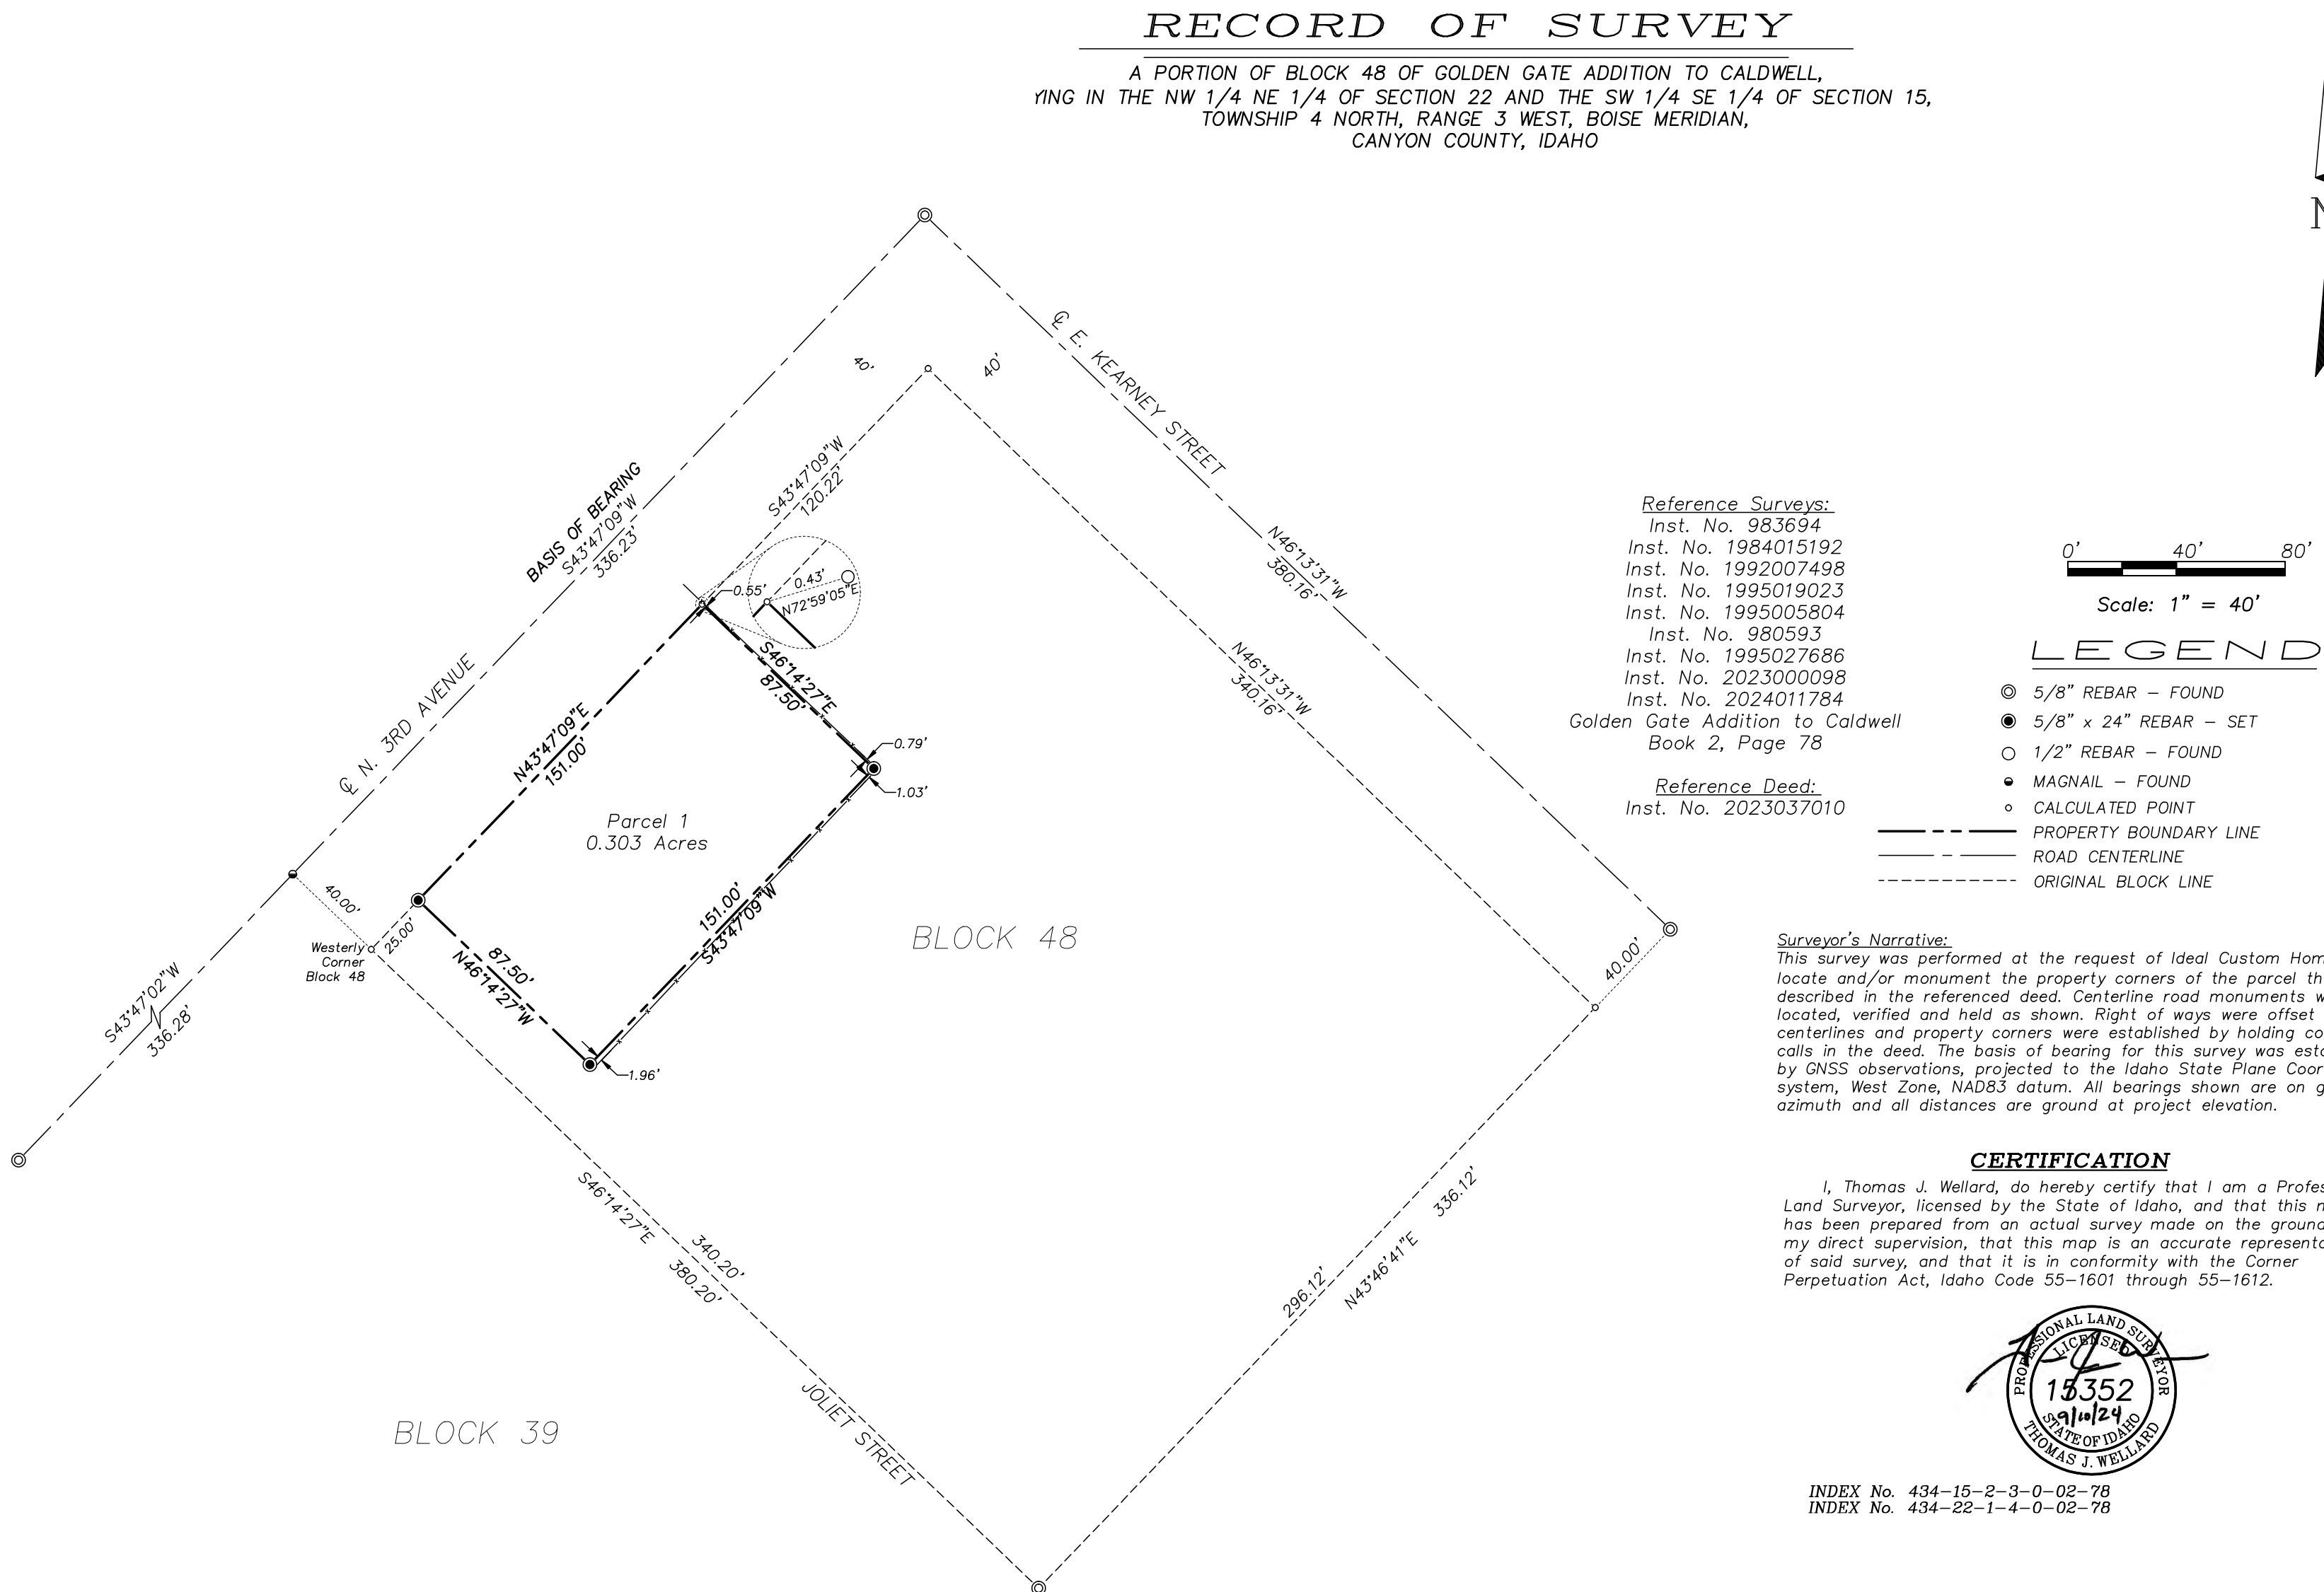 RECORD OF SURVEY
A PORTION OF BLOCK 48 OF GOLDEN GATE ADDITION TO CALDWELL,
YING IN THE NW 1/4 NE 1/4 OF SECTION 22 AND THE SW 1/4 SE 1/4 OF SECTION 15,
TOWNSHIP 4 NORTH, RANGE 3 WEST, BOISE MERIDIAN,
CANYON COUNTY, IDAHO
N
℄ E. KEARNEY STREET
40'
40'
BASIS OF BEARING
S43°47'09"W
336.23'
S43°47'09"W
120.22'
N46°13'31"W
380.16'
N46°13'31"W
340.16'
0.55'
0.43'
N72°59'05"E
S46°14'27"E
87.50'
℄ N. 3RD AVENUE
N43°47'09"E
151.00'
0.79'
1.03'
Parcel 1
0.303 Acres
151.00'
S43°47'09"W
40.00'
25.00'
Westerly
Corner
Block 48
87.50'
N46°14'27"W
1.96'
BLOCK 48
S43°47'02"W
336.28'
40.00'
S46°14'27"E
340.20'
380.20'
336.12'
N43°46'41"E
296.12'
JOLIET STREET
BLOCK 39
Reference Surveys:
Inst. No. 983694
Inst. No. 1984015192
Inst. No. 1992007498
Inst. No. 1995019023
Inst. No. 1995005804
Inst. No. 980593
Inst. No. 1995027686
Inst. No. 2023000098
Inst. No. 2024011784
Golden Gate Addition to Caldwell
Book 2, Page 78
Reference Deed:
Inst. No. 2023037010
0' 40' 80'
Scale: 1" = 40'
LEGEND
5/8" REBAR – FOUND
5/8" x 24" REBAR – SET
1/2" REBAR – FOUND
MAGNAIL – FOUND
CALCULATED POINT
PROPERTY BOUNDARY LINE
ROAD CENTERLINE
ORIGINAL BLOCK LINE
Surveyor's Narrative:
This survey was performed at the request of Ideal Custom Hom
locate and/or monument the property corners of the parcel th
described in the referenced deed. Centerline road monuments w
located, verified and held as shown. Right of ways were offset
centerlines and property corners were established by holding co
calls in the deed. The basis of bearing for this survey was esta
by GNSS observations, projected to the Idaho State Plane Coor
system, West Zone, NAD83 datum. All bearings shown are on g
azimuth and all distances are ground at project elevation.
CERTIFICATION
I, Thomas J. Wellard, do hereby certify that I am a Profes
Land Surveyor, licensed by the State of Idaho, and that this m
has been prepared from an actual survey made on the ground
my direct supervision, that this map is an accurate represent
of said survey, and that it is in conformity with the Corner
Perpetuation Act, Idaho Code 55–1601 through 55–1612.
PROFESSIONAL LAND SURVEYOR
LICENSED
15352
9/10/24
STATE OF IDAHO
THOMAS J. WELLARD
INDEX No. 434–15–2–3–0–02–78
INDEX No. 434–22–1–4–0–02–78